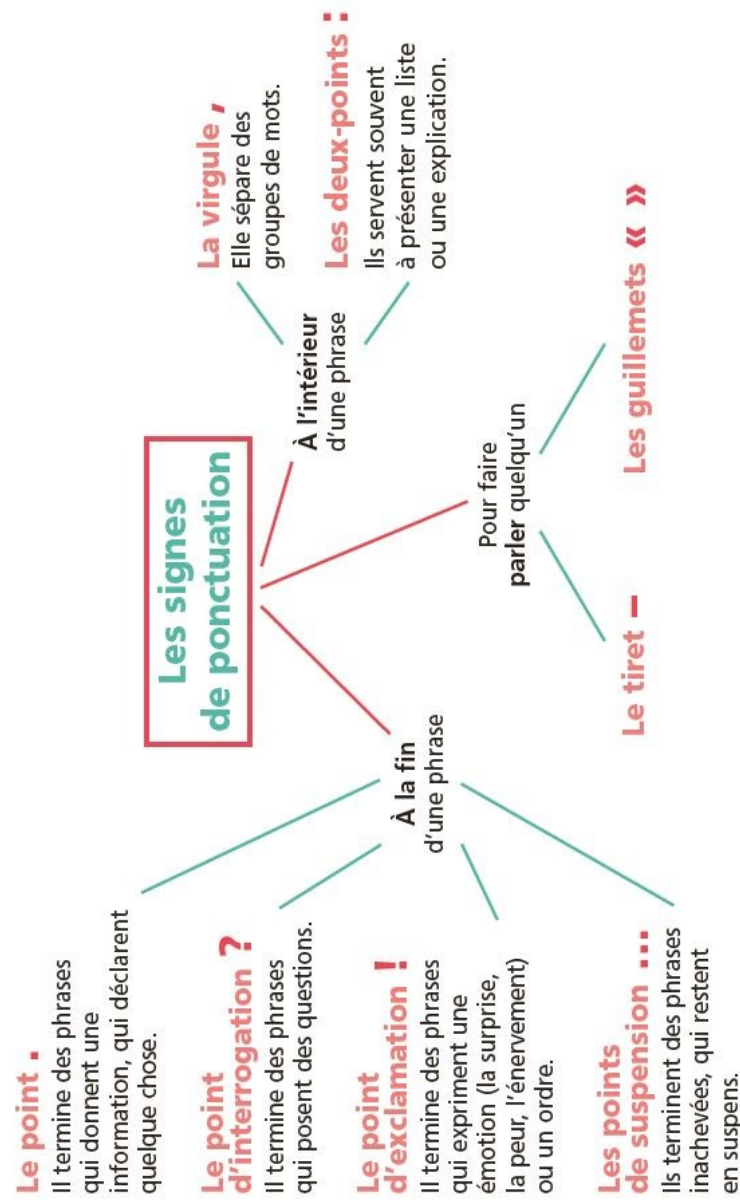 Les signes
de ponctuation
À la fin
d'une phrase
Le point .
Il termine des phrases
qui donnent une
information, qui déclarent
quelque chose.
Le point
d'interrogation ?
Il termine des phrases
qui posent des questions.
Le point
d'exclamation !
Il termine des phrases
qui expriment une
émotion (la surprise,
la peur, l'énervement)
ou un ordre.
Les points
de suspension ...
Ils terminent des phrases
inachevées, qui restent
en suspens.
Pour faire
parler quelqu'un
Le tiret –
Les guillemets « »
À l'intérieur
d'une phrase
La virgule ,
Elle sépare des
groupes de mots.
Les deux-points :
Ils servent souvent
à présenter une liste
ou une explication.